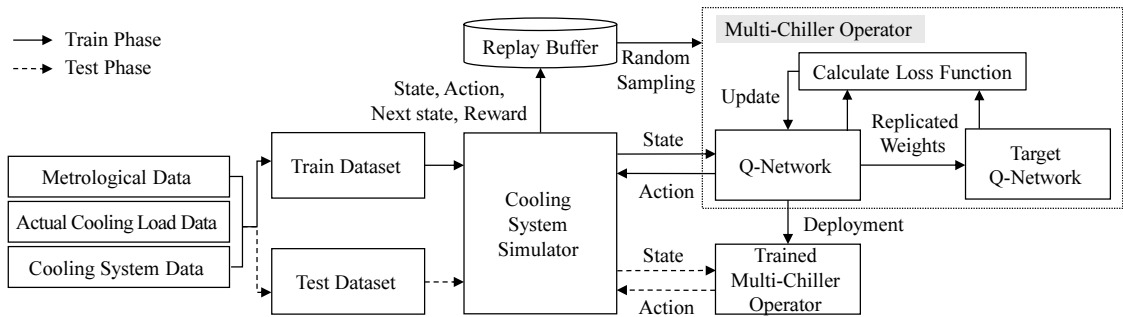 Train Phase
Test Phase
Metrological Data
Actual Cooling Load Data
Cooling System Data
Train Dataset
Test Dataset
Replay Buffer
State, Action,
Next state, Reward
Cooling
System
Simulator
Random
Sampling
Multi-Chiller Operator
Calculate Loss Function
Update
State
Action
Q-Network
Replicated
Weights
Target
Q-Network
Deployment
State
Action
Trained
Multi-Chiller
Operator